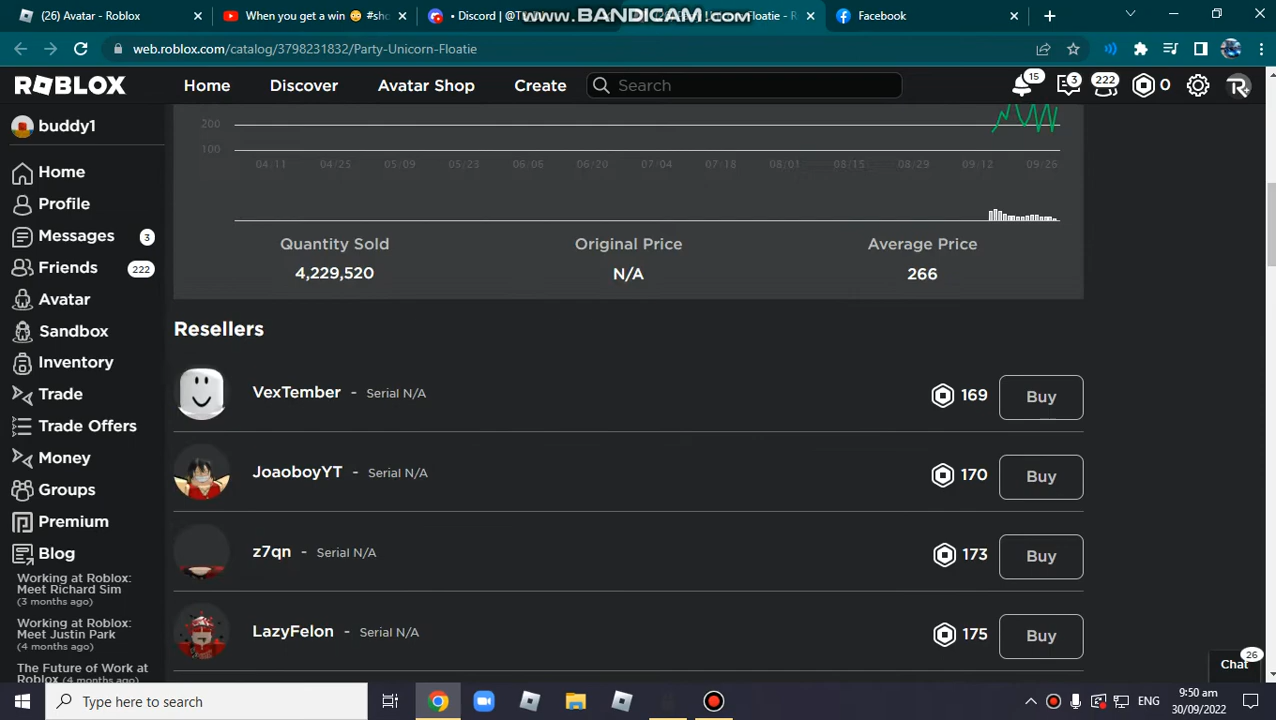 (26) Avatar - Roblox
When you get a win 😳 #sho
• Discord | @T
www.BANDICAM.com
Floatie - R
Facebook
web.roblox.com/catalog/3798231832/Party-Unicorn-Floatie
ROBLOX
Home
Discover
Avatar Shop
Create
Search
15
3
222
0
buddy1
Home
Profile
Messages
3
Friends
222
Avatar
Sandbox
Inventory
Trade
Trade Offers
Money
Groups
Premium
Blog
Working at Roblox:
Meet Richard Sim
(3 months ago)
Working at Roblox:
Meet Justin Park
(4 months ago)
The Future of Work at
Roblox (4 months ago)
200
100
04/11 04/25 05/09 05/23 06/06 06/20 07/04 07/18 08/01 08/15 08/29 09/12 09/26
Quantity Sold
4,229,520
Original Price
N/A
Average Price
266
Resellers
VexTember - Serial N/A
169
Buy
JoaoboyYT - Serial N/A
170
Buy
z7qn - Serial N/A
173
Buy
LazyFelon - Serial N/A
175
Buy
Chat
26
Type here to search
ENG
9:50 am
30/09/2022